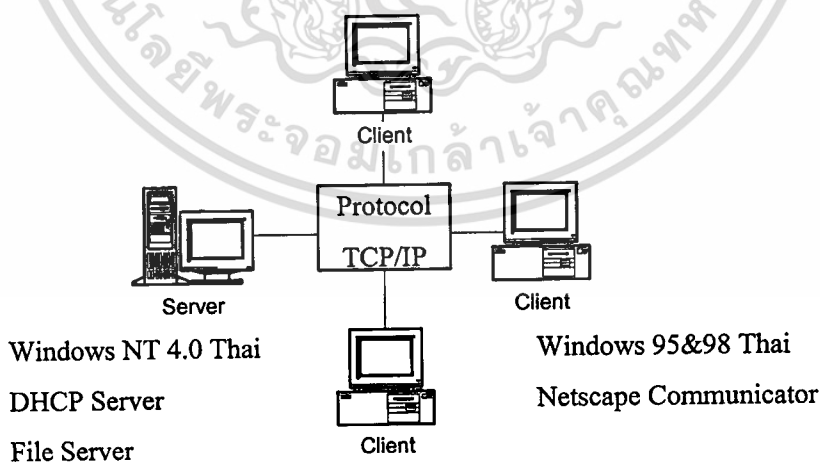 Client
Protocol
TCP/IP
Server
Client
Windows NT 4.0 Thai
DHCP Server
File Server
Windows 95&98 Thai
Netscape Communicator
Client